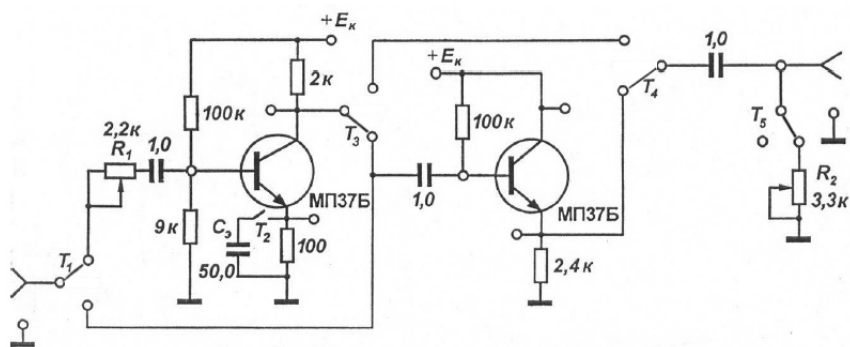 +Eк
2к
100к
2,2к
R1
1,0
9к
Cэ
50,0
T1
T2
МП37Б
100
T3
+Eк
100к
1,0
МП37Б
2,4к
T4
1,0
T5
R2
3,3к